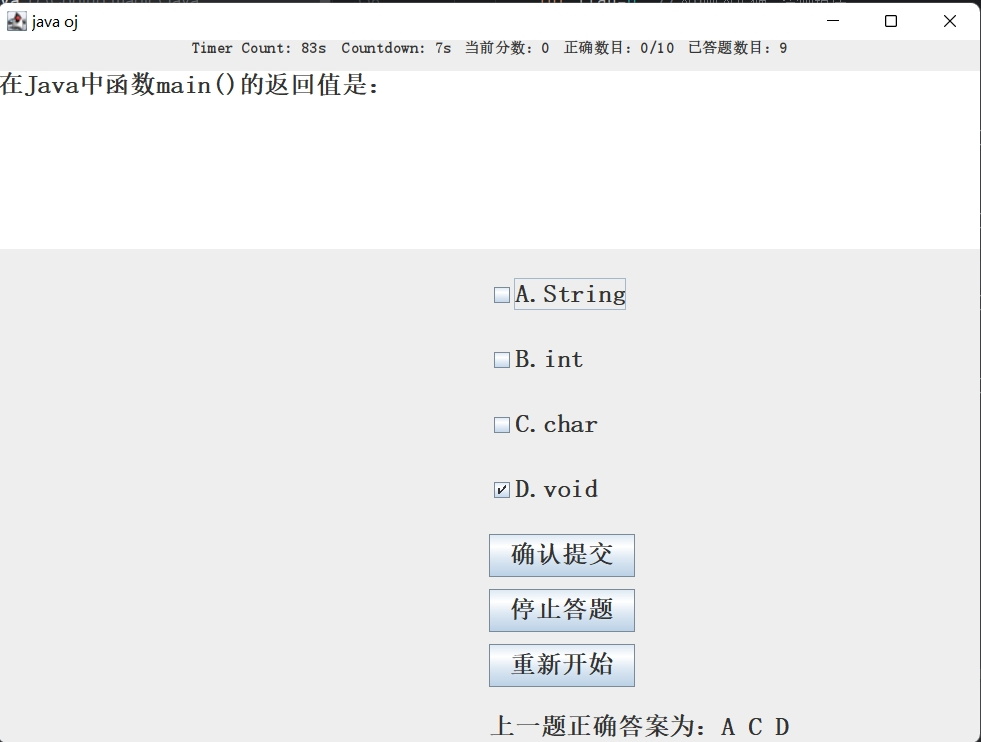 java oj
Timer Count: 83s Countdown: 7s 当前分数: 0 正确数目: 0/10 已答题数目: 9
在Java中函数main()的返回值是:
A.String
B.int
C.char
D.void
确认提交
停止答题
重新开始
上一题正确答案为: A C D